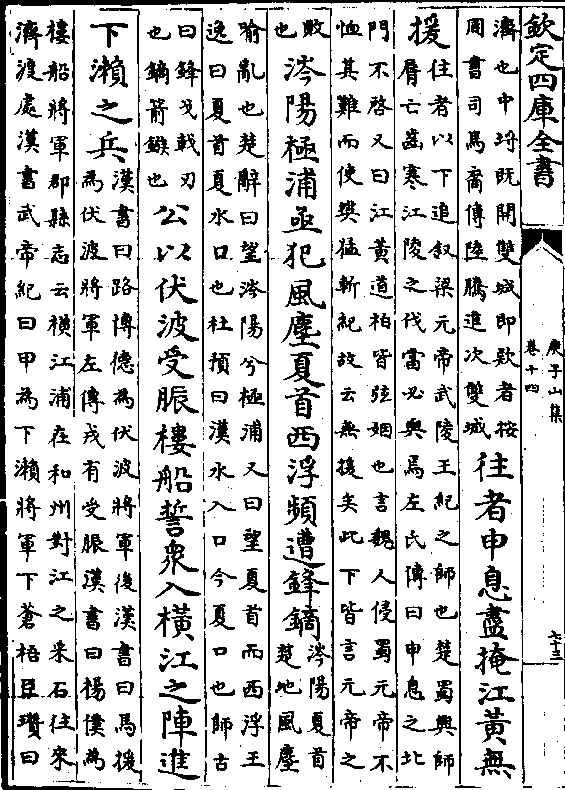 欽定四庫全書
庚子山集
卷十四
七十三
濟也中坿既開雙城即款者按
周書司馬裔傳陸騰進次雙城
往者申息盡掩江黃無
援
往者以下追叙梁元帝武陵王紀之師也楚蜀興師
脣亡齒寒江陵之代當必與焉左氏傳曰申息之北
門不啓又曰江黃道柏皆弦姻也言魏人侵蜀元帝不
恤其難而使樊猛斬紀故云無援矣此下皆言元帝之
敗
也
涔陽極浦亟犯風塵夏首西浮頻遭鋒鏑
涔陽夏首
楚地風塵
喻亂也楚辭曰望涔陽兮極浦又曰望夏首而西浮王
逸曰夏首夏水口也杜預曰漢水入口今夏口也師古
曰鋒戈戟刃
也鏑箭鏃也
公以伏波受脤樓船誓衆入橫江之陣進
下瀨之兵
漢書曰路博德為伏波將軍後漢書曰馬援
為伏波將軍左傳戎有受脤漢書曰楊僕為
樓船將軍郡縣志云横江浦在和州對江之采石往來
濟渡處漢書武帝紀曰甲為下瀨將軍下蒼梧臣瓚曰